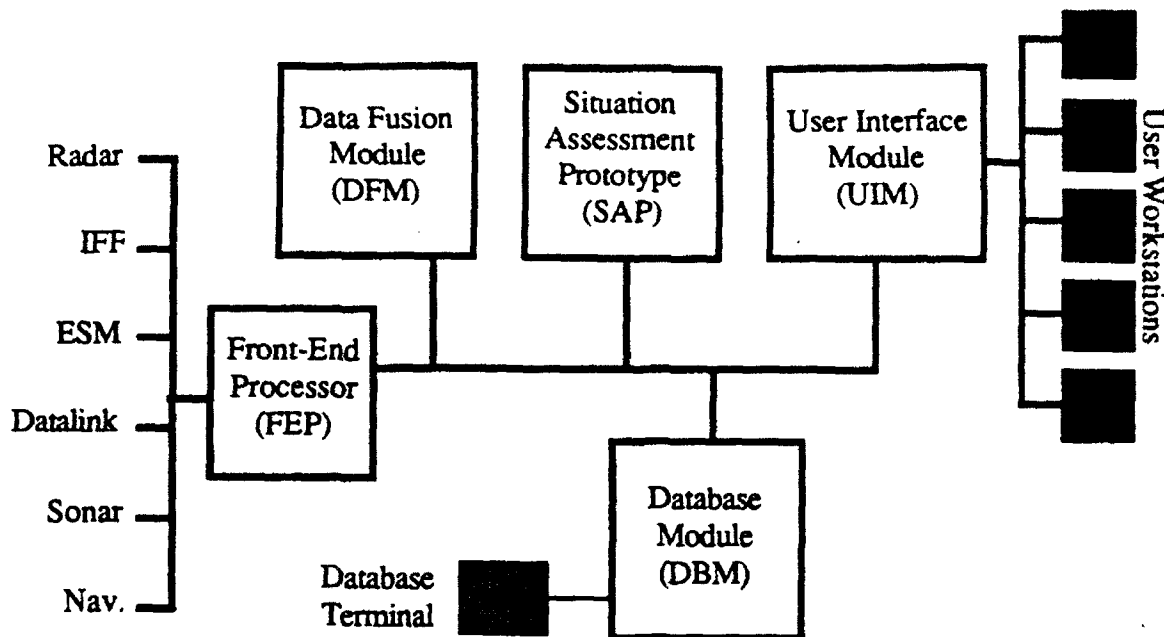 Radar
IFF
ESM
Datalink
Sonar
Nav.
Front-End
Processor
(FEP)
Data Fusion
Module
(DFM)
Situation
Assessment
Prototype
(SAP)
User Interface
Module
(UIM)
User Workstations
Database
Module
(DBM)
Database
Terminal